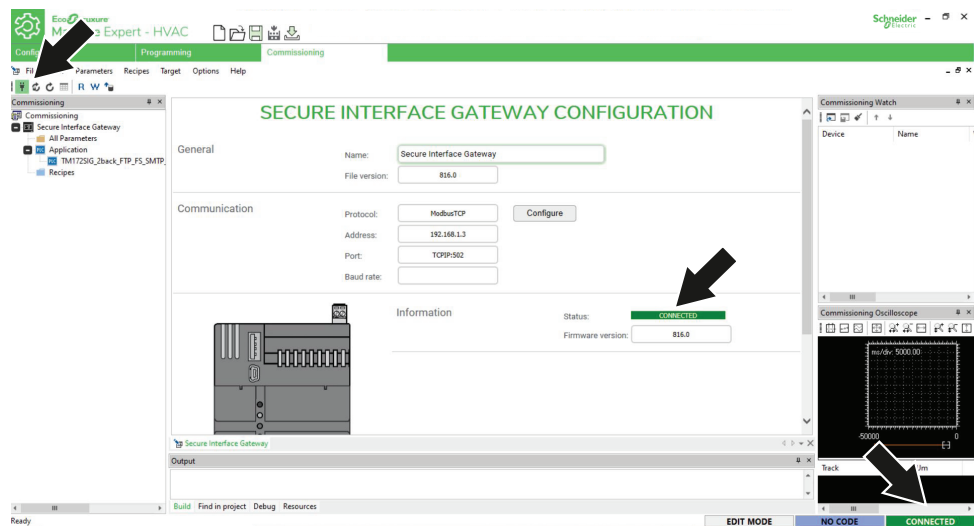 Eco uxure
Expert - HVAC
Schneider
Electric
Programming
Commissioning
Parameters Recipes Target Options Help
R W
Commissioning
Commissioning
Secure Interface Gateway
All Parameters
Application
TM172SIG_2back_FTP_FS_SMTP_
Recipes
SECURE INTERFACE GATEWAY CONFIGURATION
General
Name: Secure Interface Gateway
File version: 816.0
Communication
Protocol: ModbusTCP Configure
Address: 192.168.1.3
Port: TCPIP:502
Baud rate:
Information
Status: CONNECTED
Firmware version: 816.0
Secure Interface Gateway
Output
Build Find in project Debug Resources
Commissioning Watch
Device Name
Commissioning Oscilloscope
ms/div: 5000.00
-50000 0
Track Um
Ready
EDIT MODE NO CODE CONNECTED